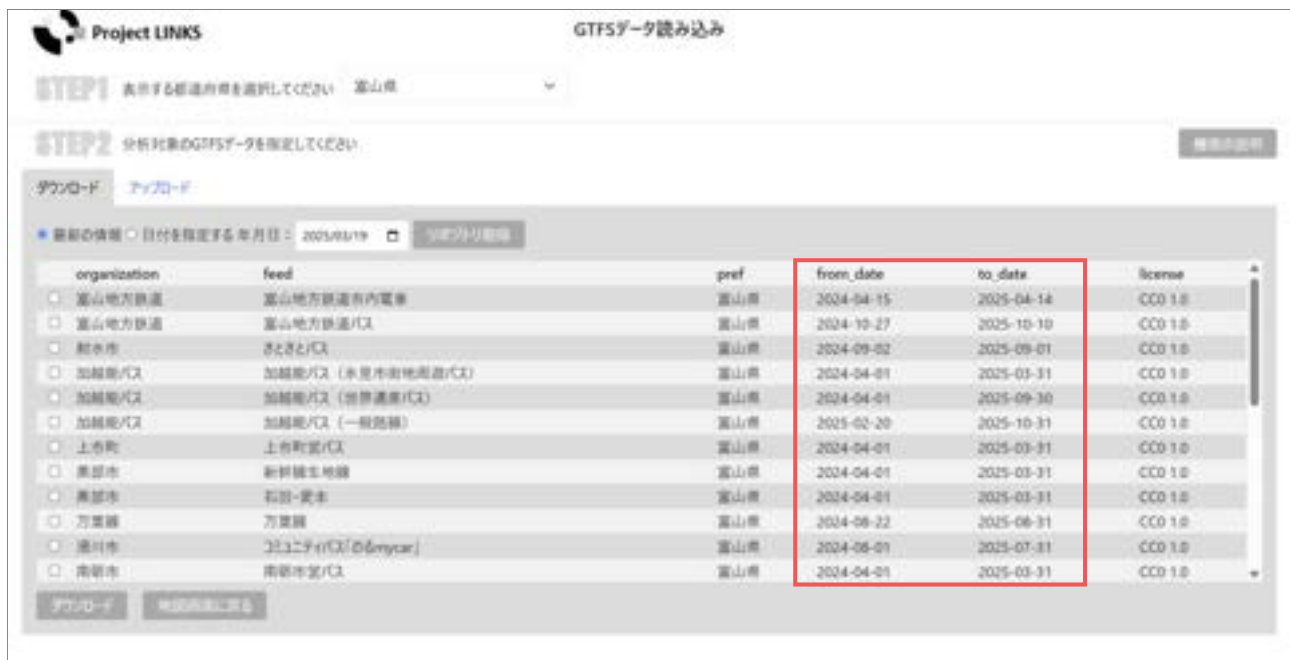 Project LINKS
GTFSデータ読み込み
STEP1 表示する都道府県を選択してください 富山県
STEP2 分析対象のGTFSデータを指定してください
ダウンロード アップロード
最新の情報 日付を指定する 年月日: 2025/03/19 リポジトリ取得
organization feed pref from_date to_date license
富山地方鉄道 富山地方鉄道市内電車 富山県 2024-04-15 2025-04-14 CC0 1.0
富山地方鉄道 富山地方鉄道バス 富山県 2024-10-27 2025-10-10 CC0 1.0
射水市 きときとバス 富山県 2024-09-02 2025-09-01 CC0 1.0
加越能バス 加越能バス(氷見市街地周遊バス) 富山県 2024-04-01 2025-03-31 CC0 1.0
加越能バス 加越能バス(世界遺産バス) 富山県 2024-04-01 2025-09-30 CC0 1.0
加越能バス 加越能バス(一般路線) 富山県 2025-02-20 2025-10-31 CC0 1.0
上市町 上市町営バス 富山県 2024-04-01 2025-03-31 CC0 1.0
黒部市 新幹線生地線 富山県 2024-04-01 2025-03-31 CC0 1.0
黒部市 石田・愛本 富山県 2024-04-01 2025-03-31 CC0 1.0
万葉線 万葉線 富山県 2024-08-22 2025-08-31 CC0 1.0
滑川市 コミュニティバス「のるmycar」 富山県 2024-08-01 2025-07-31 CC0 1.0
南砺市 南砺市営バス 富山県 2024-04-01 2025-03-31 CC0 1.0
ダウンロード 地図画面に戻る